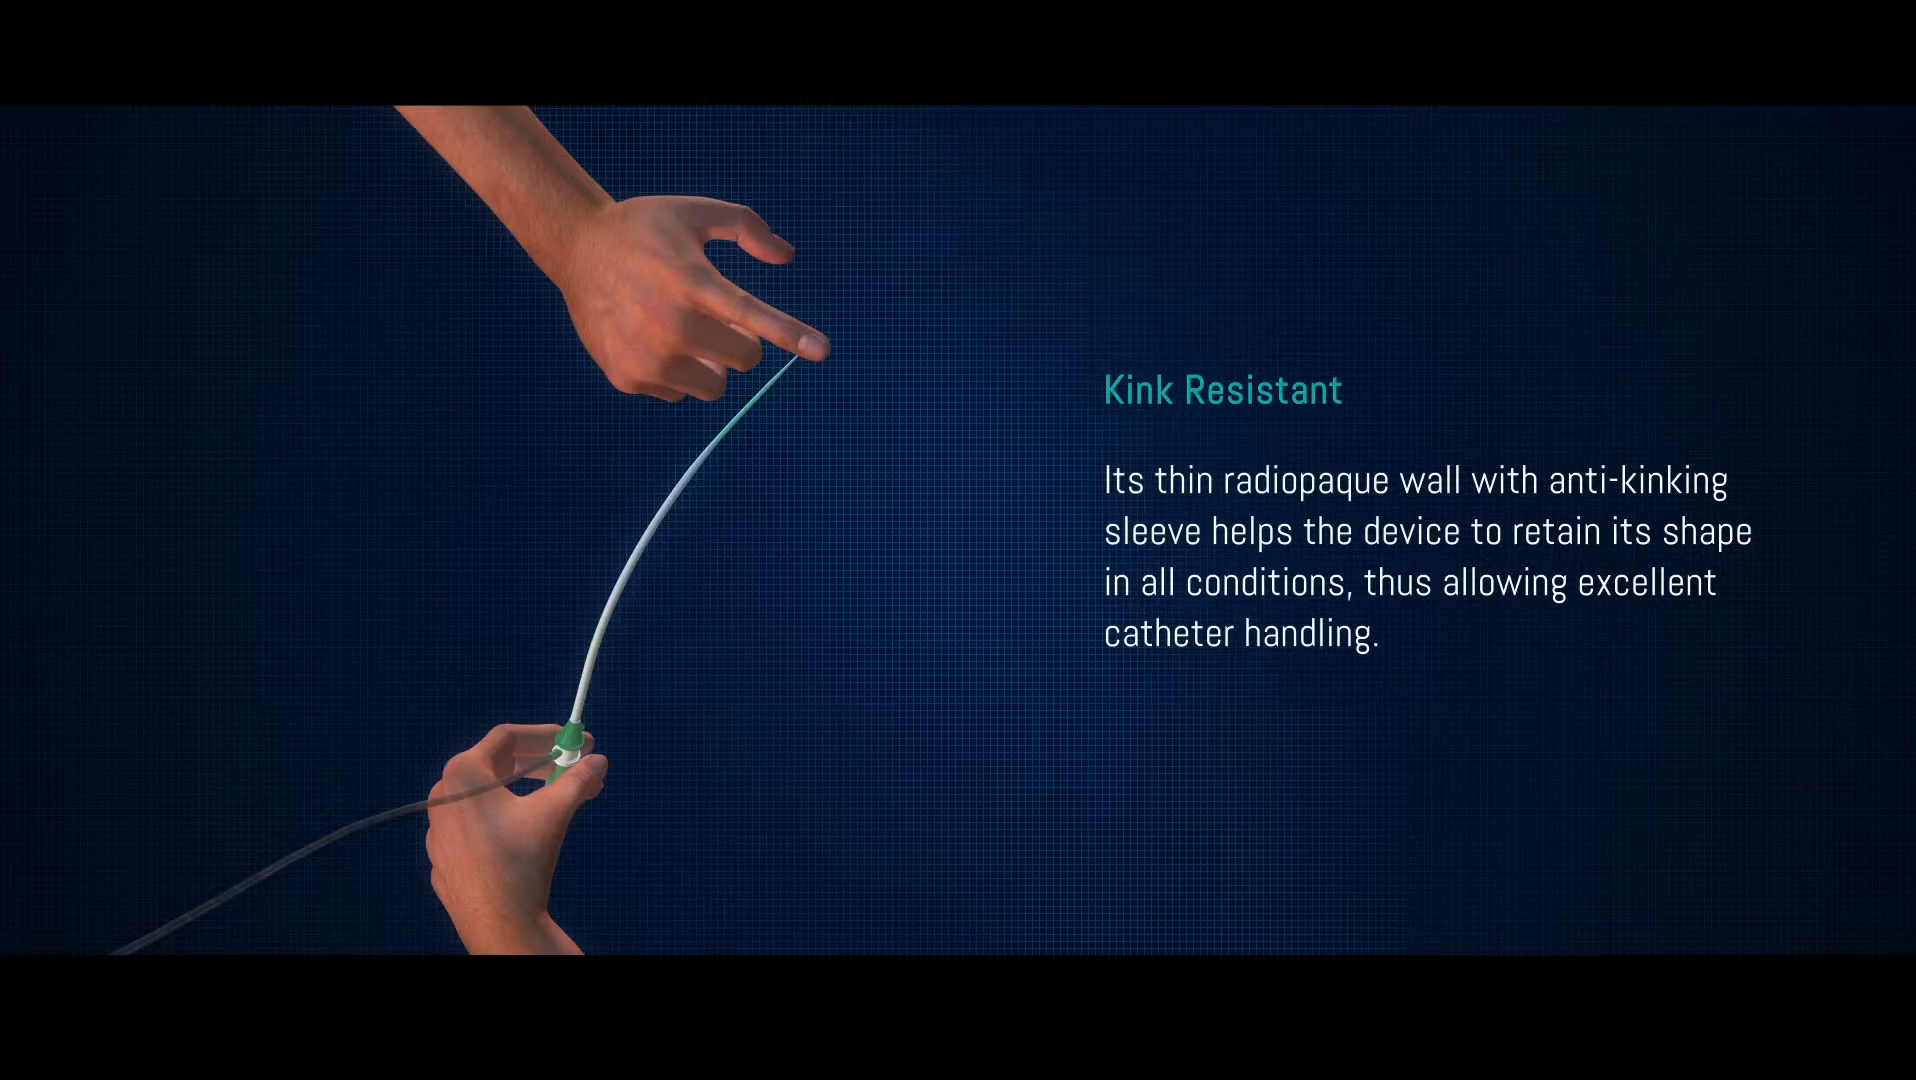 Kink Resistant
Its thin radiopaque wall with anti-kinking
sleeve helps the device to retain its shape
in all conditions, thus allowing excellent
catheter handling.